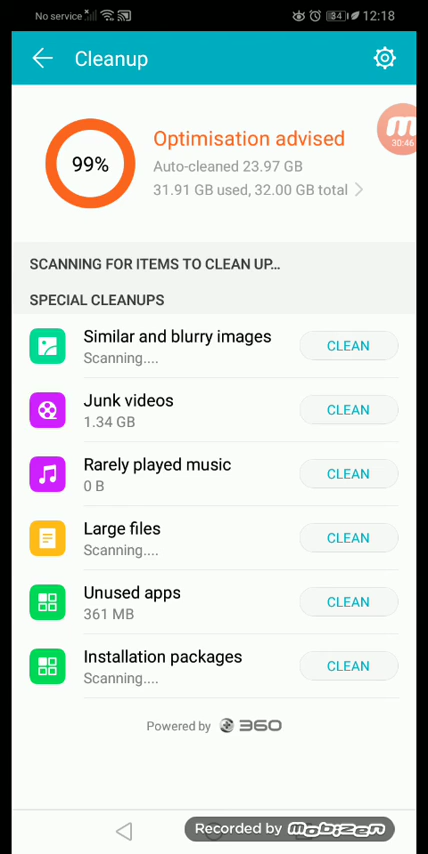 No service 34 12:18
Cleanup
99%
Optimisation advised
Auto-cleaned 23.97 GB
31.91 GB used, 32.00 GB total
30:46
SCANNING FOR ITEMS TO CLEAN UP...
SPECIAL CLEANUPS
Similar and blurry images
Scanning....
CLEAN
Junk videos
1.34 GB
CLEAN
Rarely played music
0 B
CLEAN
Large files
Scanning....
CLEAN
Unused apps
361 MB
CLEAN
Installation packages
Scanning....
CLEAN
Powered by 360
Recorded by mobizen